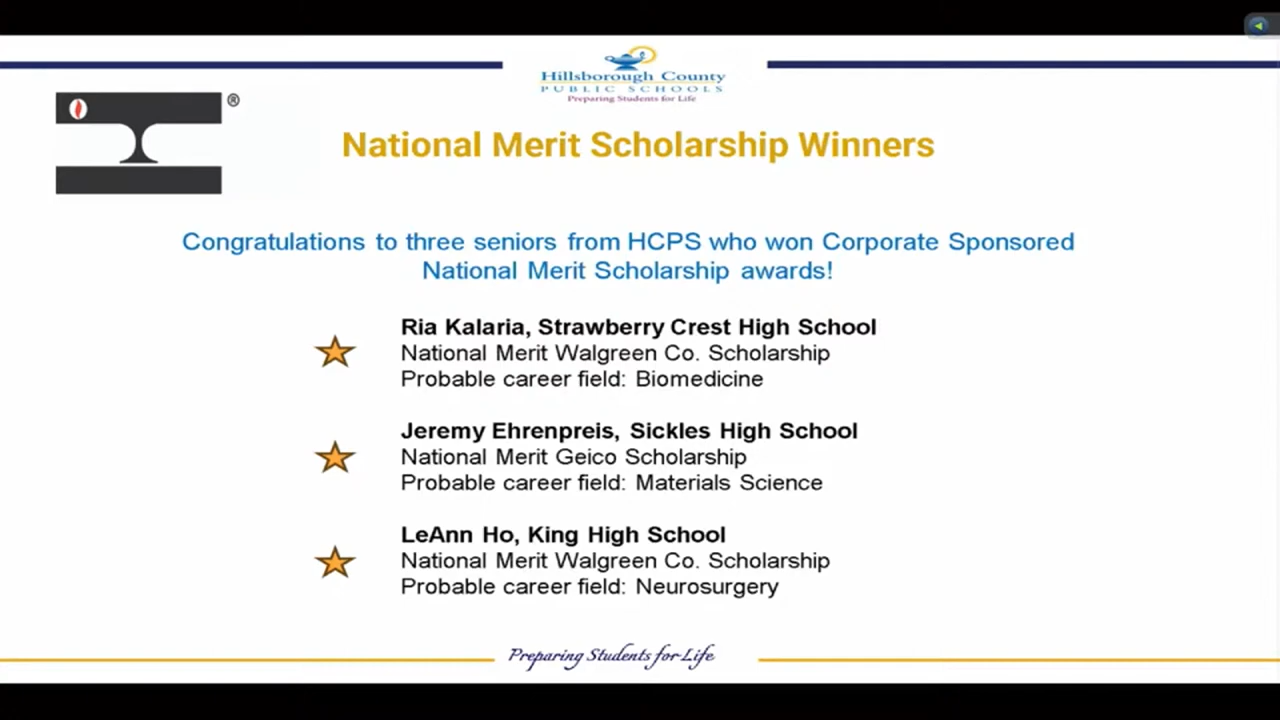 Hillsborough County
PUBLIC SCHOOLS
Preparing Students for Life
®
National Merit Scholarship Winners
Congratulations to three seniors from HCPS who won Corporate Sponsored
National Merit Scholarship awards!
Ria Kalaria, Strawberry Crest High School
National Merit Walgreen Co. Scholarship
Probable career field: Biomedicine
Jeremy Ehrenpreis, Sickles High School
National Merit Geico Scholarship
Probable career field: Materials Science
LeAnn Ho, King High School
National Merit Walgreen Co. Scholarship
Probable career field: Neurosurgery
Preparing Students for Life